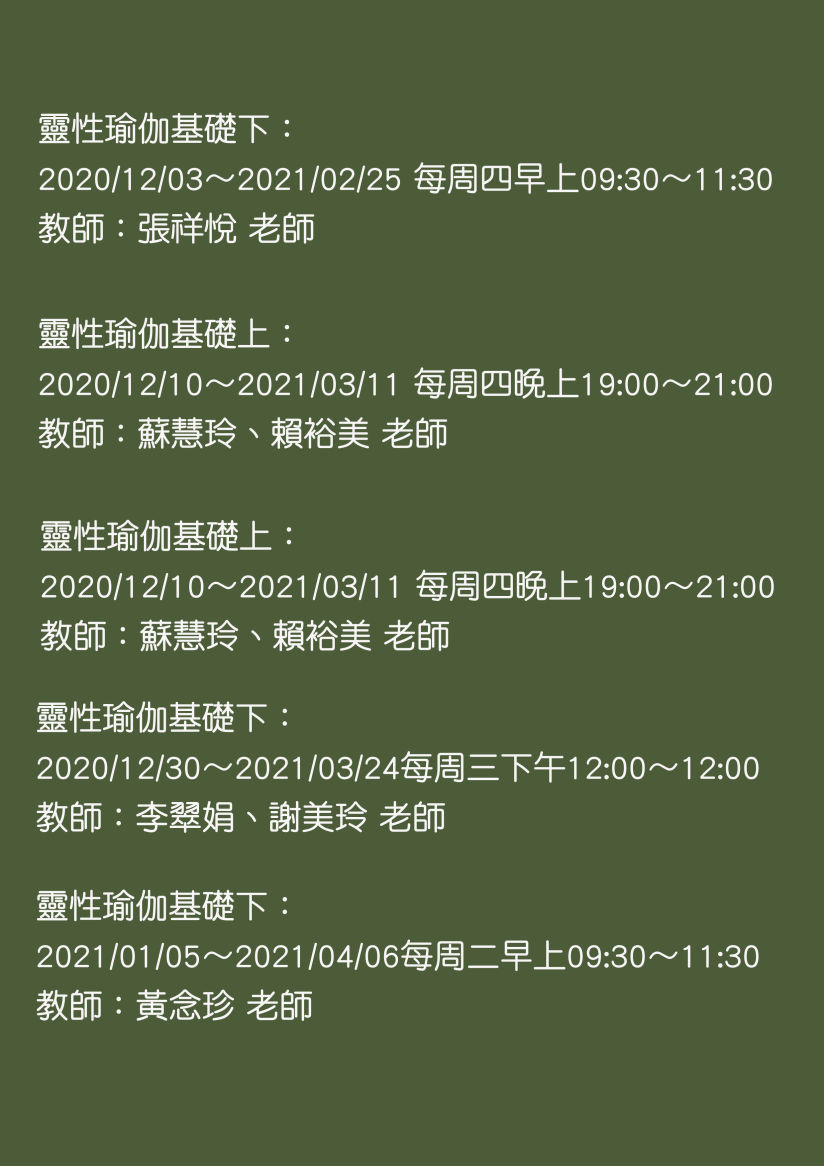 靈性瑜伽基礎下：
2020/12/03～2021/02/25 每周四早上09:30～11:30
教師：張祥悅 老師
靈性瑜伽基礎上：
2020/12/10～2021/03/11 每周四晚上19:00～21:00
教師：蘇慧玲、賴裕美 老師
靈性瑜伽基礎上：
2020/12/10～2021/03/11 每周四晚上19:00～21:00
教師：蘇慧玲、賴裕美 老師
靈性瑜伽基礎下：
2020/12/30～2021/03/24每周三下午12:00～12:00
教師：李翠娟、謝美玲 老師
靈性瑜伽基礎下：
2021/01/05～2021/04/06每周二早上09:30～11:30
教師：黃念珍 老師